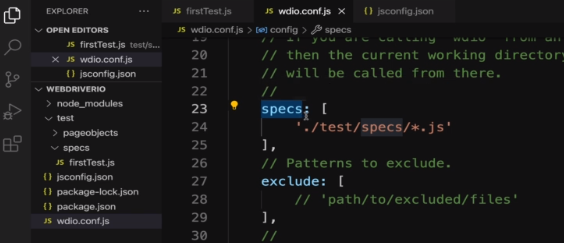 EXPLORER ...
OPEN EDITORS
JS firstTest.js test/s...
JS wdio.conf.js
JS jsconfig.json
WEBDRIVERIO
node_modules
test
pageobjects
specs
JS firstTest.js
jsconfig.json
package-lock.json
package.json
JS wdio.conf.js
JS firstTest.js
JS wdio.conf.js
JS jsconfig.json
JS wdio.conf.js > config > specs
// If you are calling `wdio` from an
20 // then the current working directory
21 // will be called from there.
22 //
23 specs: [
24 './test/specs/*.js'
25 ],
26 // Patterns to exclude.
27 exclude: [
28 // 'path/to/excluded/files'
29 ],
30 //